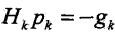 H_k p_k = -g_k